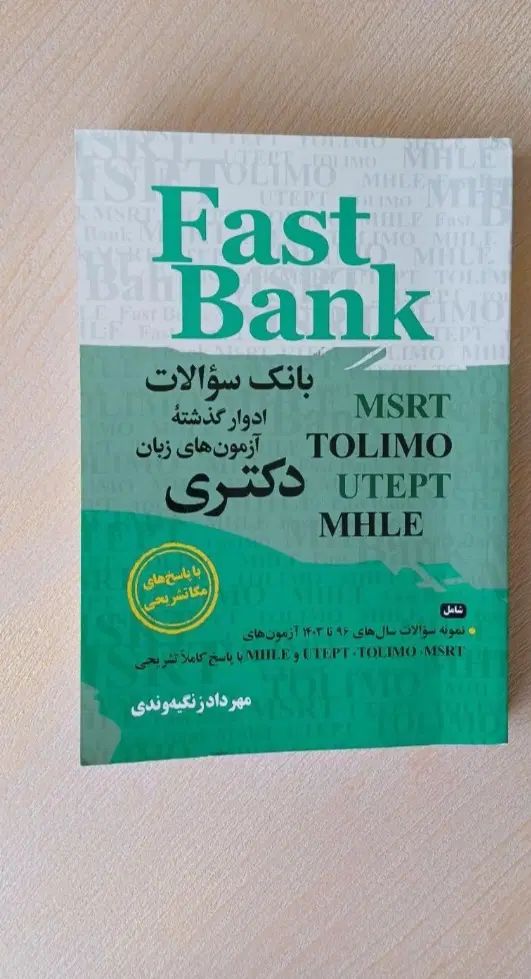 Fast
Bank
بانک سؤالات
ادوار گذشتهٔ
آزمون‌های زبان
دکتری
MSRT
TOLIMO
UTEPT
MHLE
با پاسخ‌های
مگاتشریحی
شامل
• نمونه سؤالات سال‌های ۹۶ تا ۱۴۰۳ آزمون‌های
MSRT، TOLIMO، UTEPT و MHLE با پاسخ کاملاً تشریحی
مهرداد زنگیه‌وندی